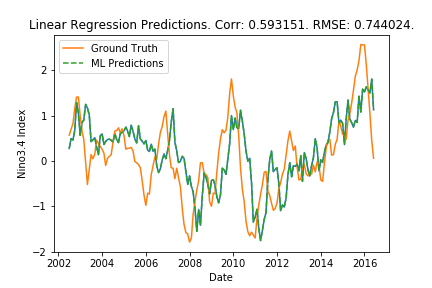 Linear Regression Predictions. Corr: 0.593151. RMSE: 0.744024.
Ground Truth
ML Predictions
Nino3.4 Index
2
1
0
−1
−2
2002 2004 2006 2008 2010 2012 2014 2016
Date